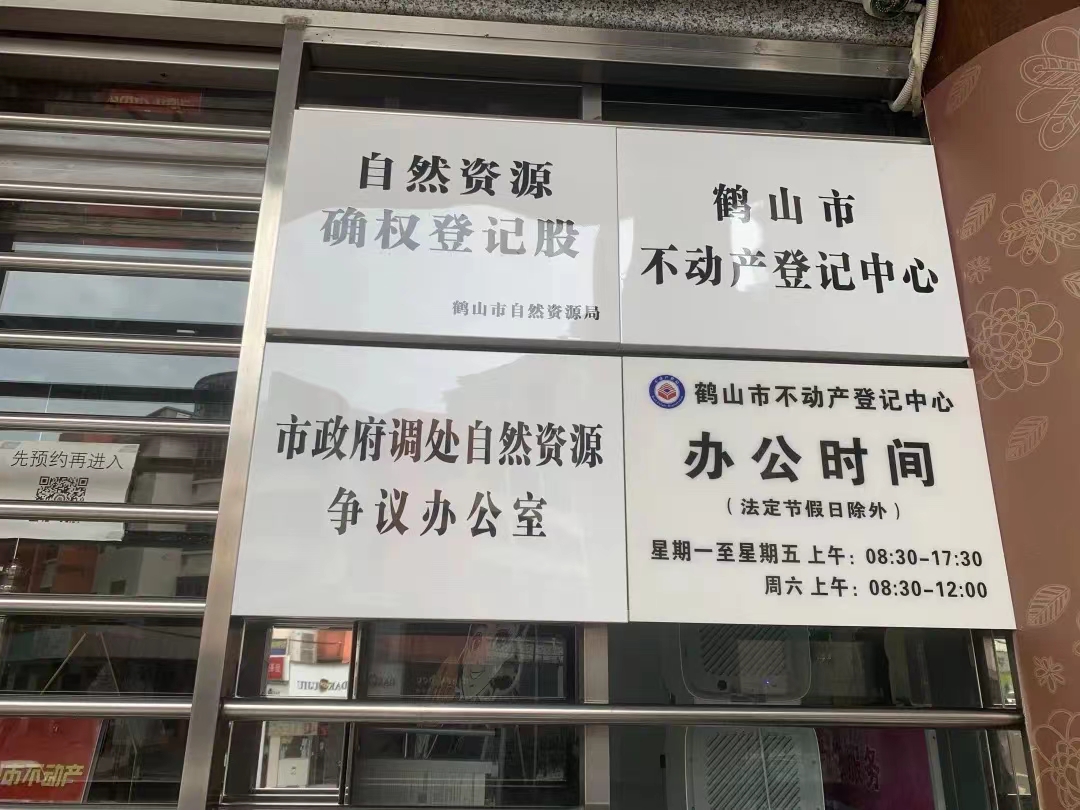 自然资源
确权登记股
鹤山市自然资源局
鹤山市
不动产登记中心
市政府调处自然资源
争议办公室
鹤山市不动产登记中心
办公时间
（法定节假日除外）
星期一至星期五 上午：08:30-17:30
周六 上午：08:30-12:00
先预约再进入
市不动产